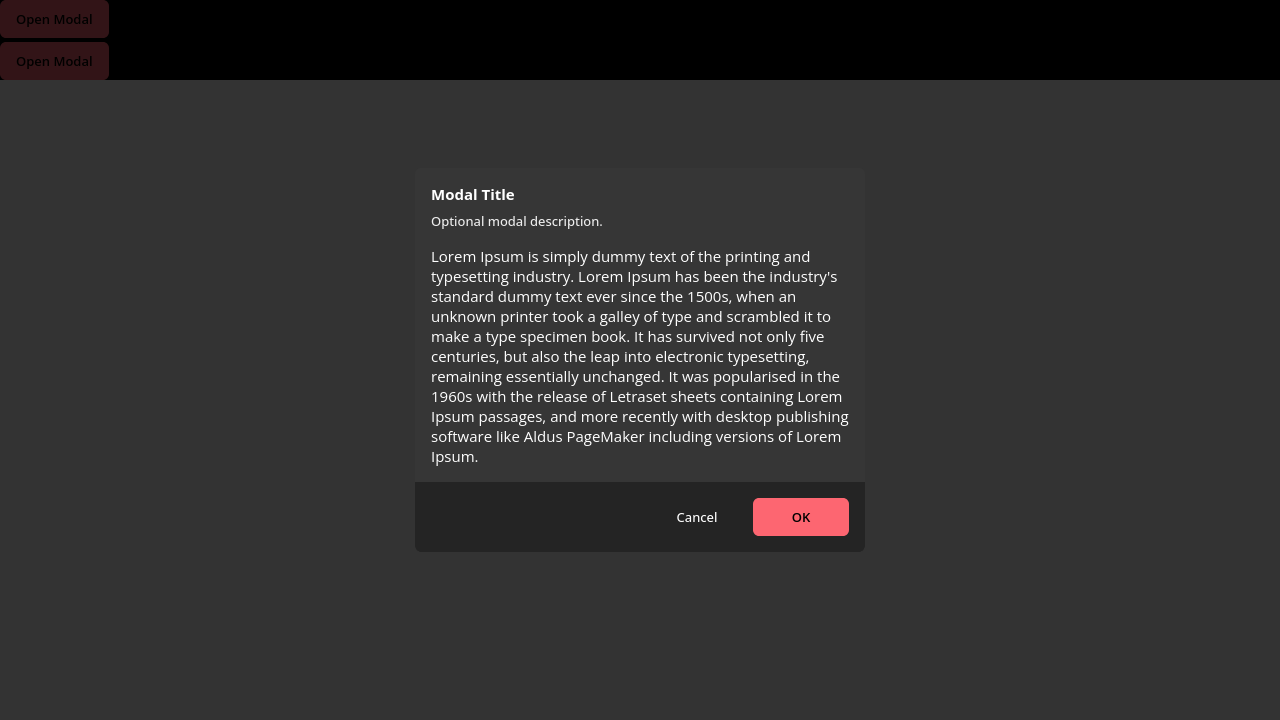 Open Modal
Open Modal
Modal Title
Optional modal description.
Lorem Ipsum is simply dummy text of the printing and
typesetting industry. Lorem Ipsum has been the industry's
standard dummy text ever since the 1500s, when an
unknown printer took a galley of type and scrambled it to
make a type specimen book. It has survived not only five
centuries, but also the leap into electronic typesetting,
remaining essentially unchanged. It was popularised in the
1960s with the release of Letraset sheets containing Lorem
Ipsum passages, and more recently with desktop publishing
software like Aldus PageMaker including versions of Lorem
Ipsum.
Cancel
OK